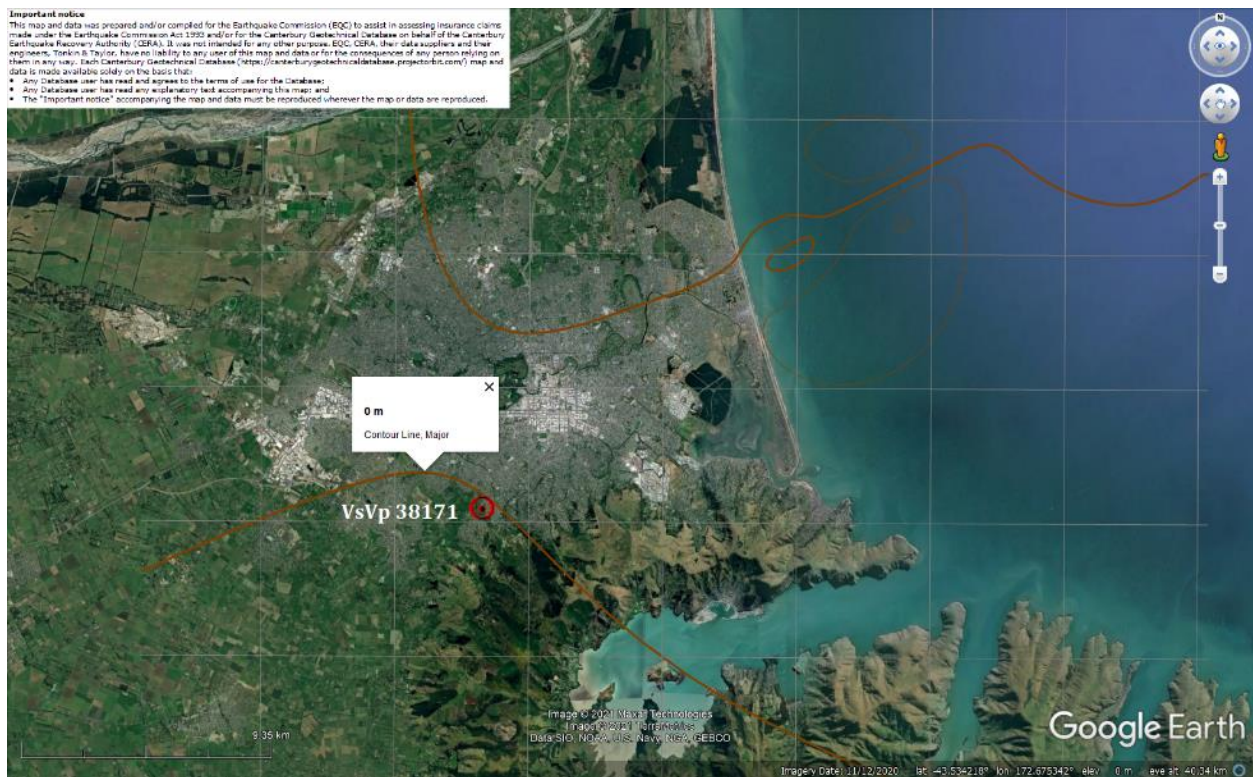 Important notice
This map and data was prepared and/or compiled for the Earthquake Commission (EQC) to assist in assessing insurance claims
made under the Earthquake Commission Act 1993 and/or for the Canterbury Geotechnical Database on behalf of the Canterbury
Earthquake Recovery Authority (CERA). It was not intended for any other purpose. EQC, CERA, their data suppliers and their
engineers, Tonkin & Taylor, have no liability to any user of this map and data or for the consequences of any person relying on
them in any way. Each Canterbury Geotechnical Database (https://canterburygeotechnicaldatabase.projectorbit.com/) map and
data is made available solely on the basis that:
• Any Database user has read and agrees to the terms of use for the Database;
• Any Database user has read any explanatory text accompanying this map; and
• The "Important notice" accompanying the map and data must be reproduced wherever the map or data are reproduced.
N
0 m
Contour Line, Major
VsVp 38171
9.35 km
Image © 2021 Maxar Technologies
Image © 2021 TerraMetrics
Data SIO, NOAA, U.S. Navy, NGA, GEBCO
Google Earth
Imagery Date: 11/12/2020 lat -43.534218° lon 172.675342° elev 0 m eye alt 40.34 km